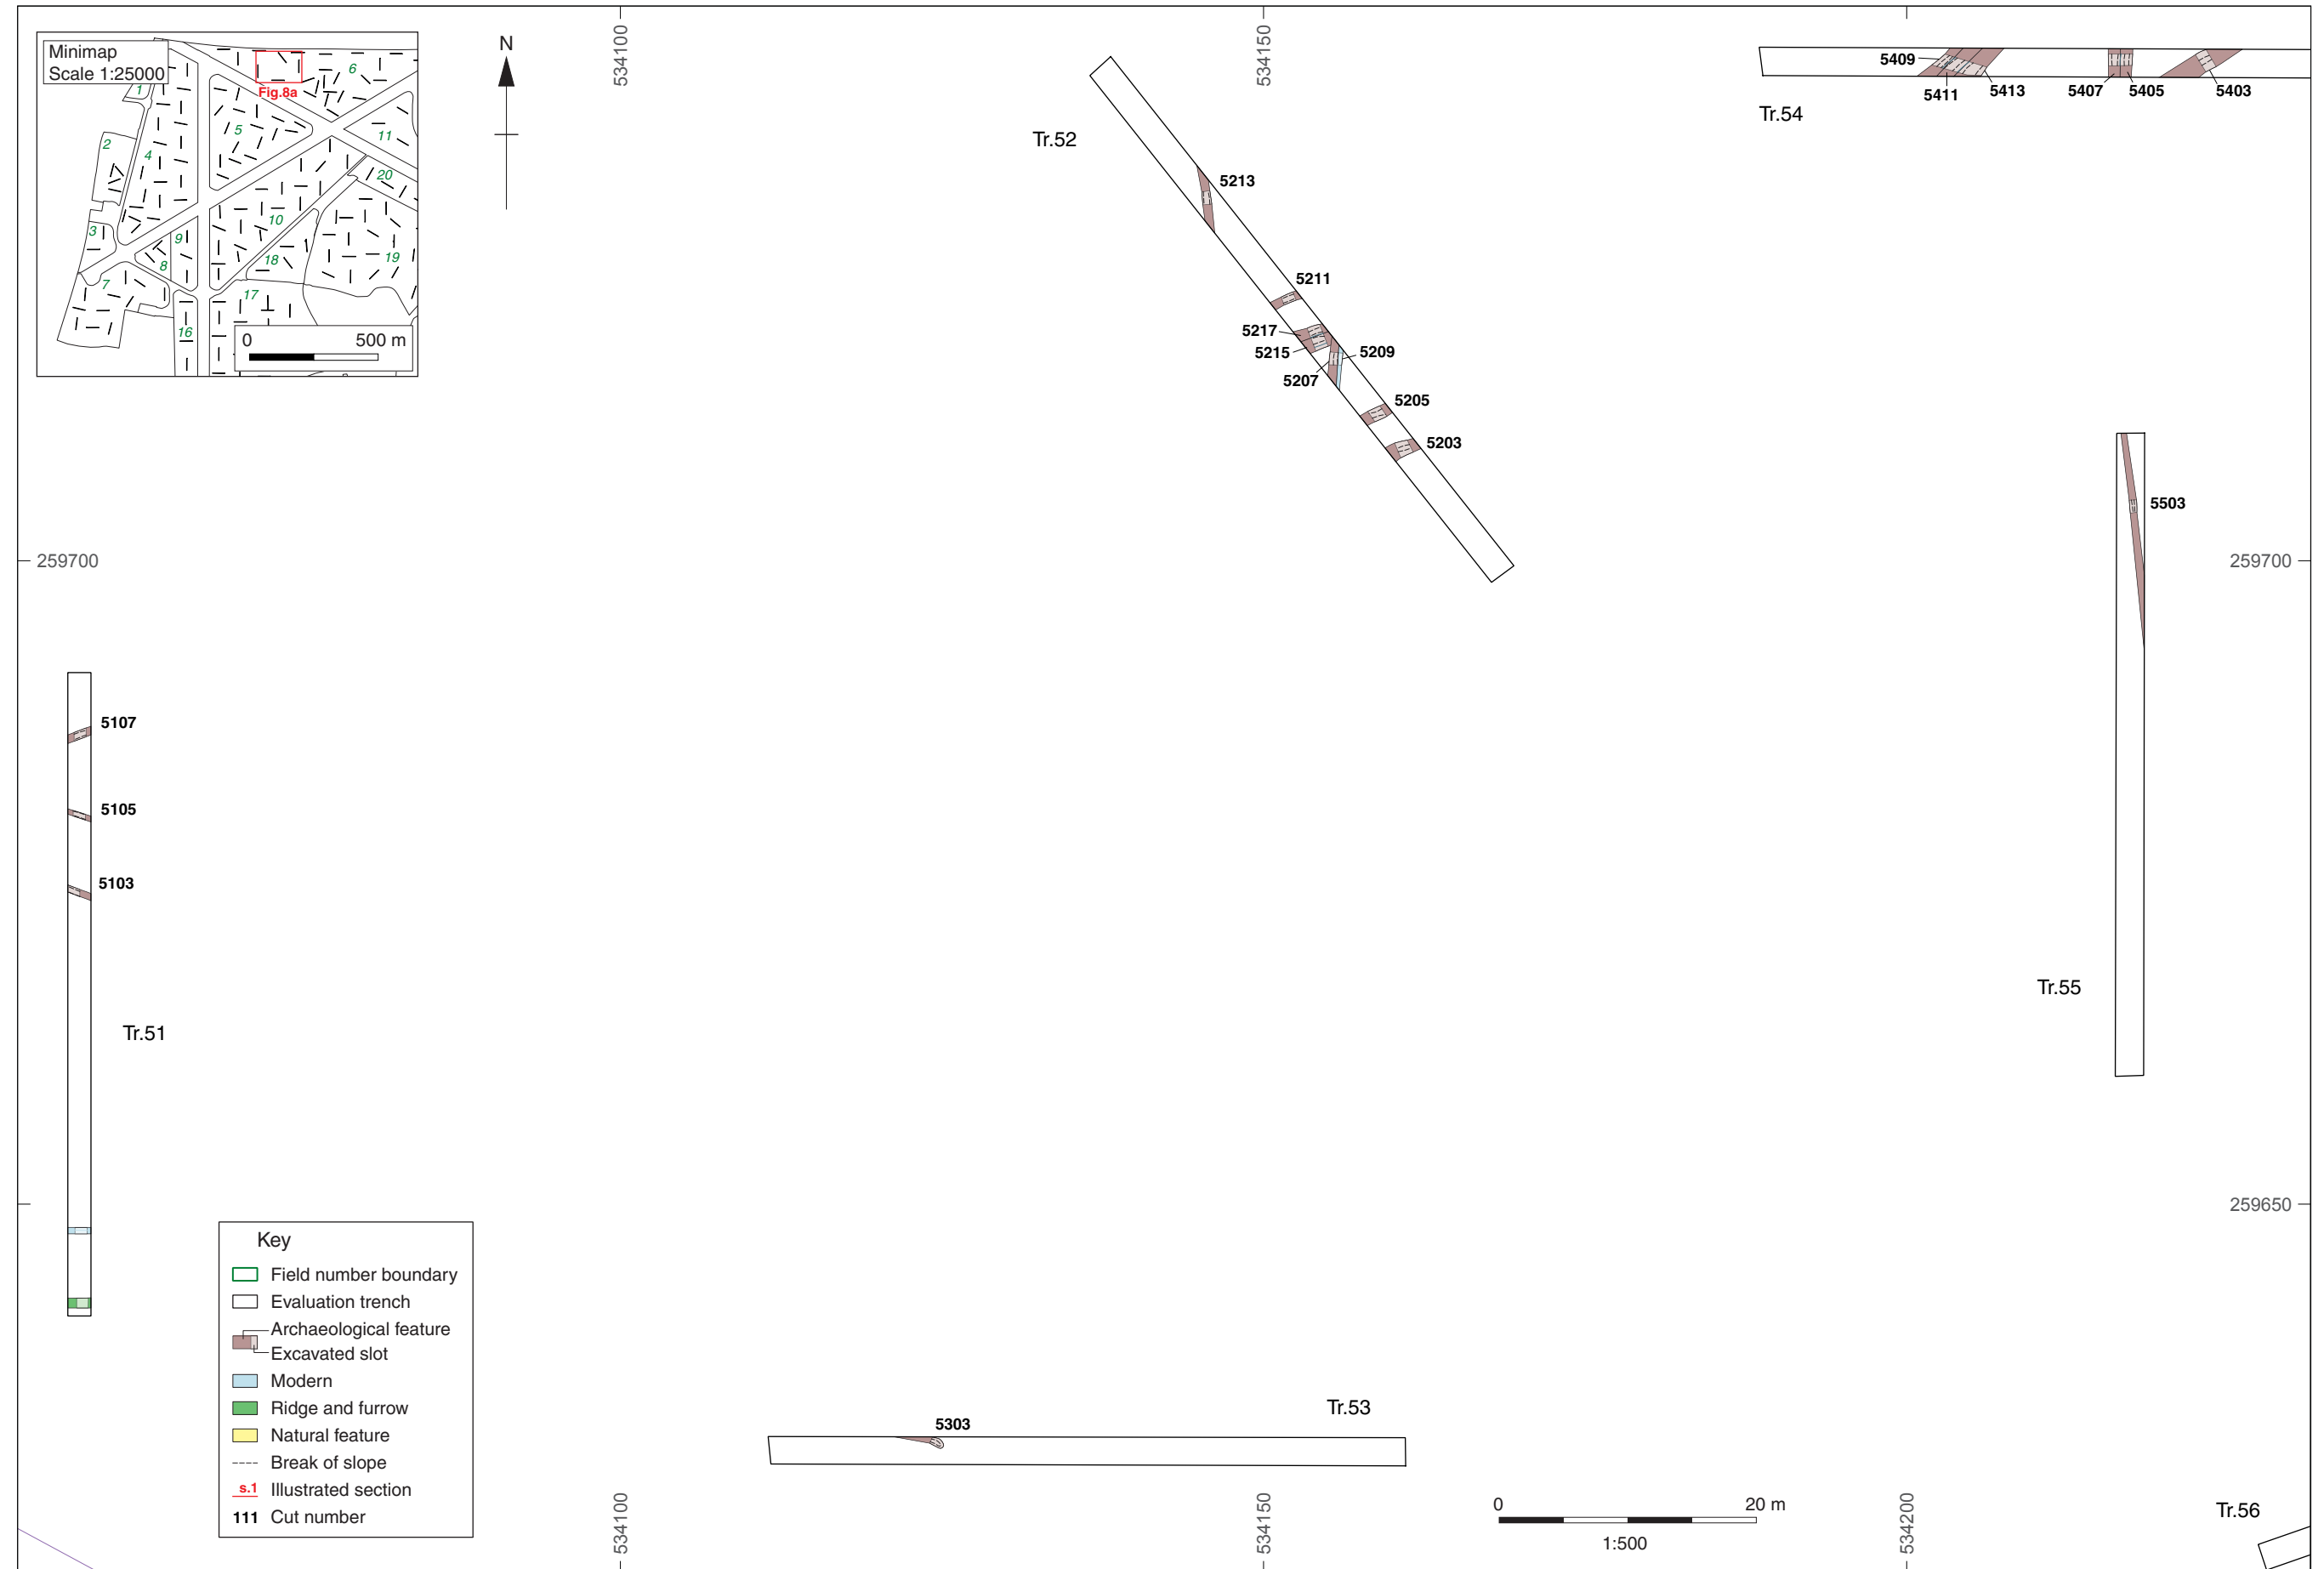 Minimap
Scale 1:25000
1
2
3
4
5
6
7
8
9
10
11
16
17
18
19
20
Fig.8a
0 500 m
N
534100
534150
Tr.52
5213
5211
5217
5215
5209
5207
5205
5203
Tr.54
5409
5411
5413
5407
5405
5403
259700
259700
5503
Tr.55
5107
5105
5103
Tr.51
259650
Key
Field number boundary
Evaluation trench
Archaeological feature
Excavated slot
Modern
Ridge and furrow
Natural feature
Break of slope
s.1 Illustrated section
111 Cut number
5303
Tr.53
534100
534150
0 20 m
1:500
534200
Tr.56